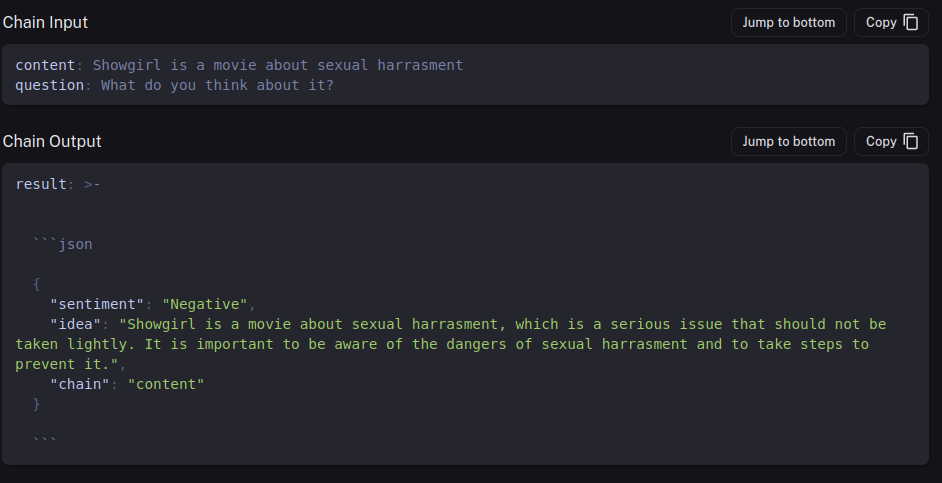 Chain Input
Jump to bottom
Copy
content: Showgirl is a movie about sexual harrasment
question: What do you think about it?
Chain Output
Jump to bottom
Copy
result: >-
```json
{
"sentiment": "Negative",
"idea": "Showgirl is a movie about sexual harrasment, which is a serious issue that should not be
taken lightly. It is important to be aware of the dangers of sexual harrasment and to take steps to
prevent it.",
"chain": "content"
}
```